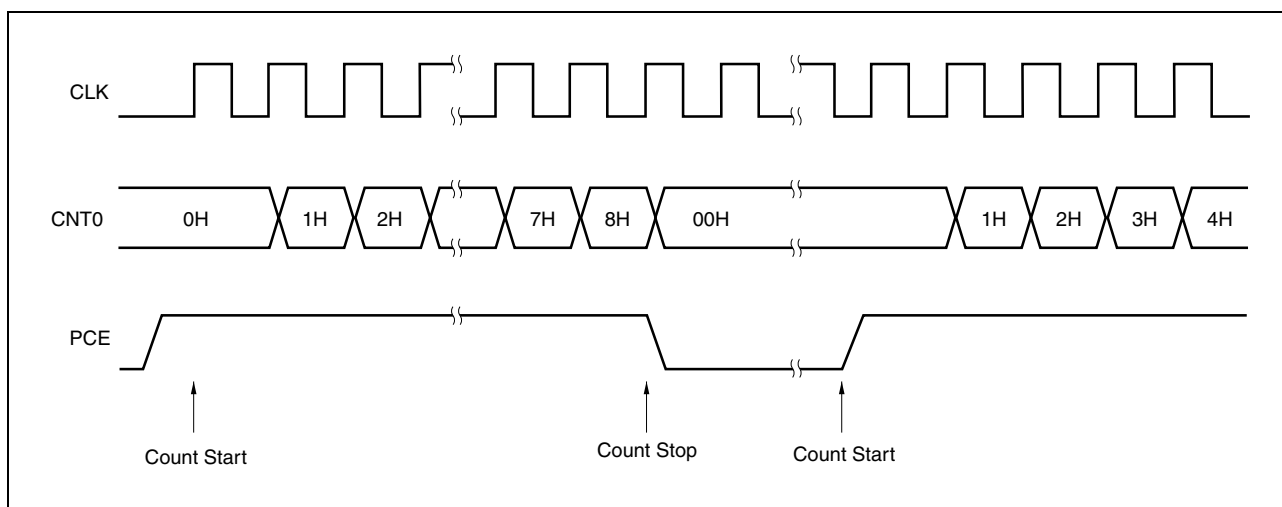 CLK
CNT0 0H 1H 2H 7H 8H 00H 1H 2H 3H 4H
PCE
Count Start Count Stop Count Start